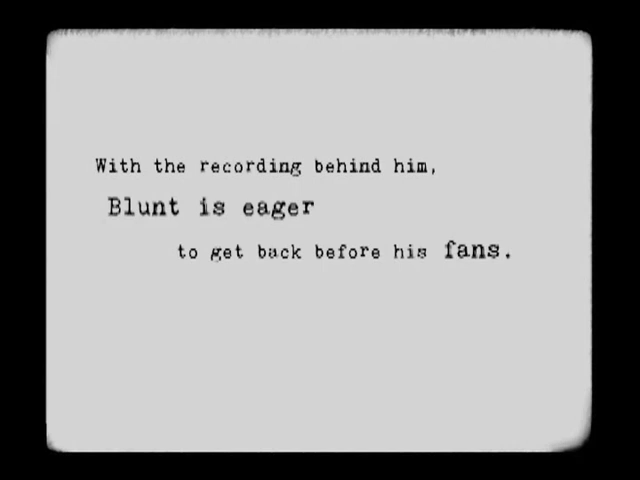 With the recording behind him,
Blunt is eager
to get back before his fans.